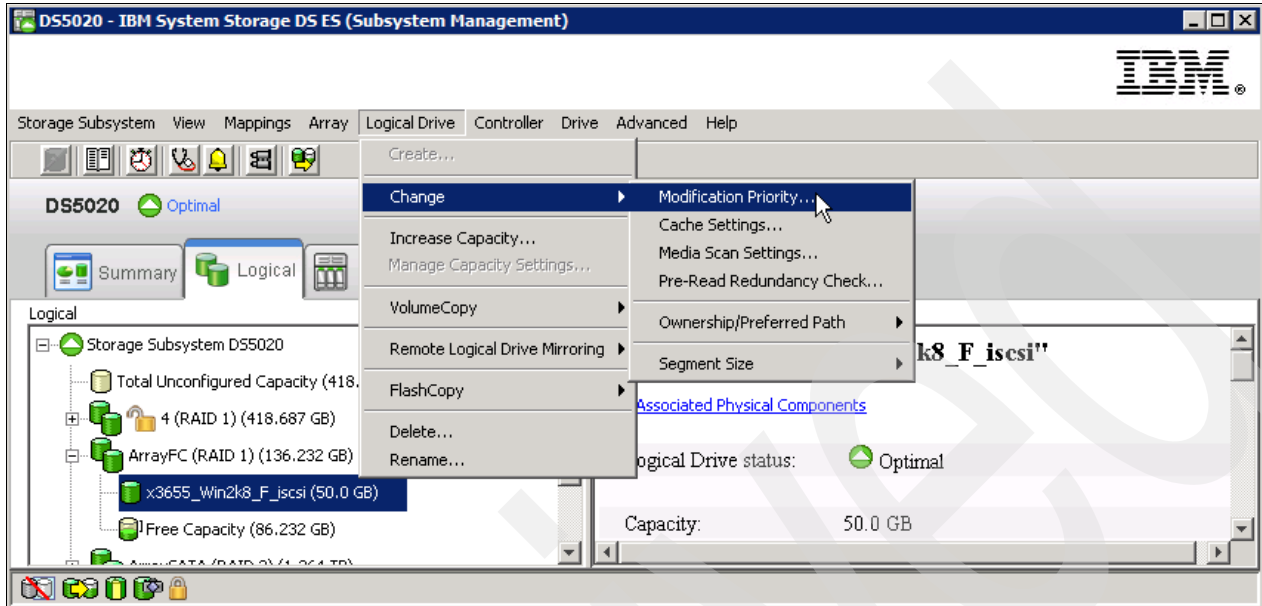 DS5020 - IBM System Storage DS ES (Subsystem Management)
IBM®
Storage Subsystem View Mappings Array Logical Drive Controller Drive Advanced Help
Create...
DS5020 Optimal
Change
Modification Priority...
Cache Settings...
Increase Capacity...
Media Scan Settings...
Manage Capacity Settings...
Pre-Read Redundancy Check...
Summary Logical
VolumeCopy
Ownership/Preferred Path
Logical
Remote Logical Drive Mirroring
Segment Size
Storage Subsystem DS5020
k8_F_iscsi"
Total Unconfigured Capacity (418.
FlashCopy
4 (RAID 1) (418.687 GB)
Associated Physical Components
Delete...
ArrayFC (RAID 1) (136.232 GB)
Rename...
ogical Drive status: Optimal
x3655_Win2k8_F_iscsi (50.0 GB)
Free Capacity (86.232 GB)
Capacity: 50.0 GB